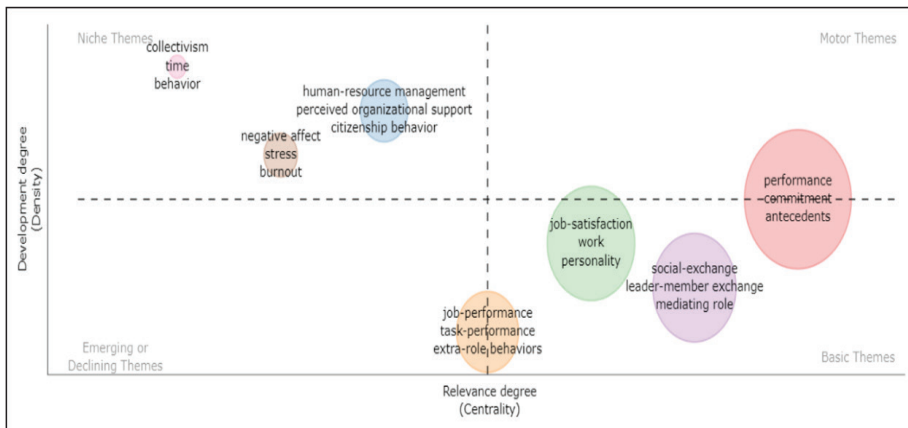 Niche Themes
Motor Themes
collectivism
time
behavior
human-resource management
perceived organizational support
citizenship behavior
negative affect
stress
burnout
performance
commitment
antecedents
job-satisfaction
work
personality
social-exchange
leader-member exchange
mediating role
job-performance
task-performance
extra-role behaviors
Emerging or
Declining Themes
Basic Themes
Development degree
(Density)
Relevance degree
(Centrality)